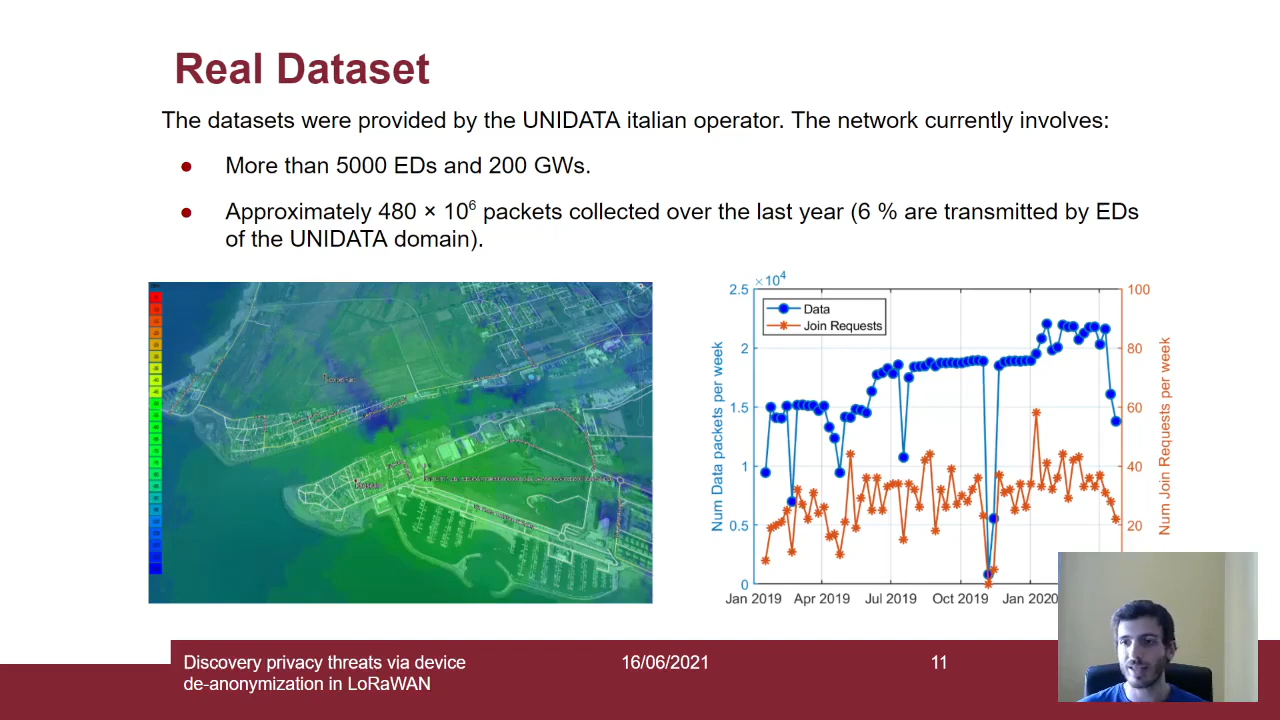 Real Dataset
The datasets were provided by the UNIDATA italian operator. The network currently involves:
● More than 5000 EDs and 200 GWs.
● Approximately 480 × 10⁶ packets collected over the last year (6 % are transmitted by EDs
of the UNIDATA domain).
×10⁴
2.5
2
1.5
1
0.5
0
Num Data packets per week
Data
Join Requests
100
80
60
40
20
Num Join Requests per week
Jan 2019
Apr 2019
Jul 2019
Oct 2019
Jan 2020
Discovery privacy threats via device
de-anonymization in LoRaWAN
16/06/2021
11